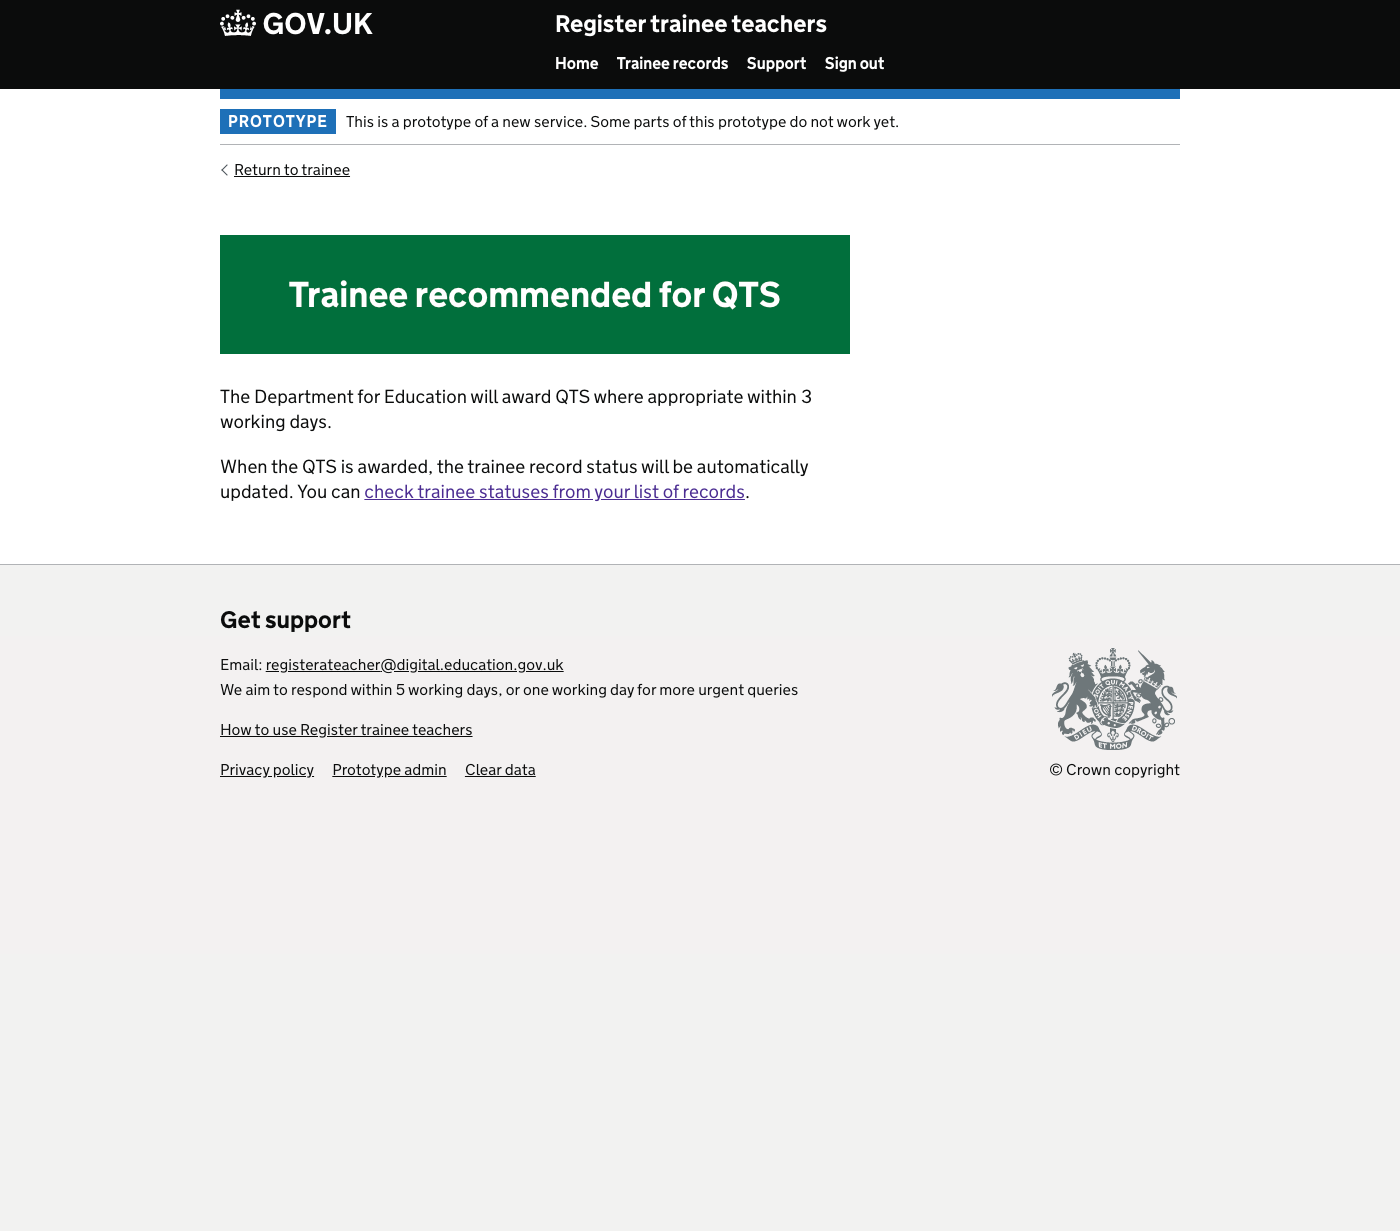 GOV.UK
Register trainee teachers
Home Trainee records Support Sign out
PROTOTYPE This is a prototype of a new service. Some parts of this prototype do not work yet.
Return to trainee
Trainee recommended for QTS
The Department for Education will award QTS where appropriate within 3
working days.
When the QTS is awarded, the trainee record status will be automatically
updated. You can check trainee statuses from your list of records.
Get support
Email: registerateacher@digital.education.gov.uk
We aim to respond within 5 working days, or one working day for more urgent queries
How to use Register trainee teachers
Privacy policy Prototype admin Clear data
DIEU ET MON DROIT
© Crown copyright